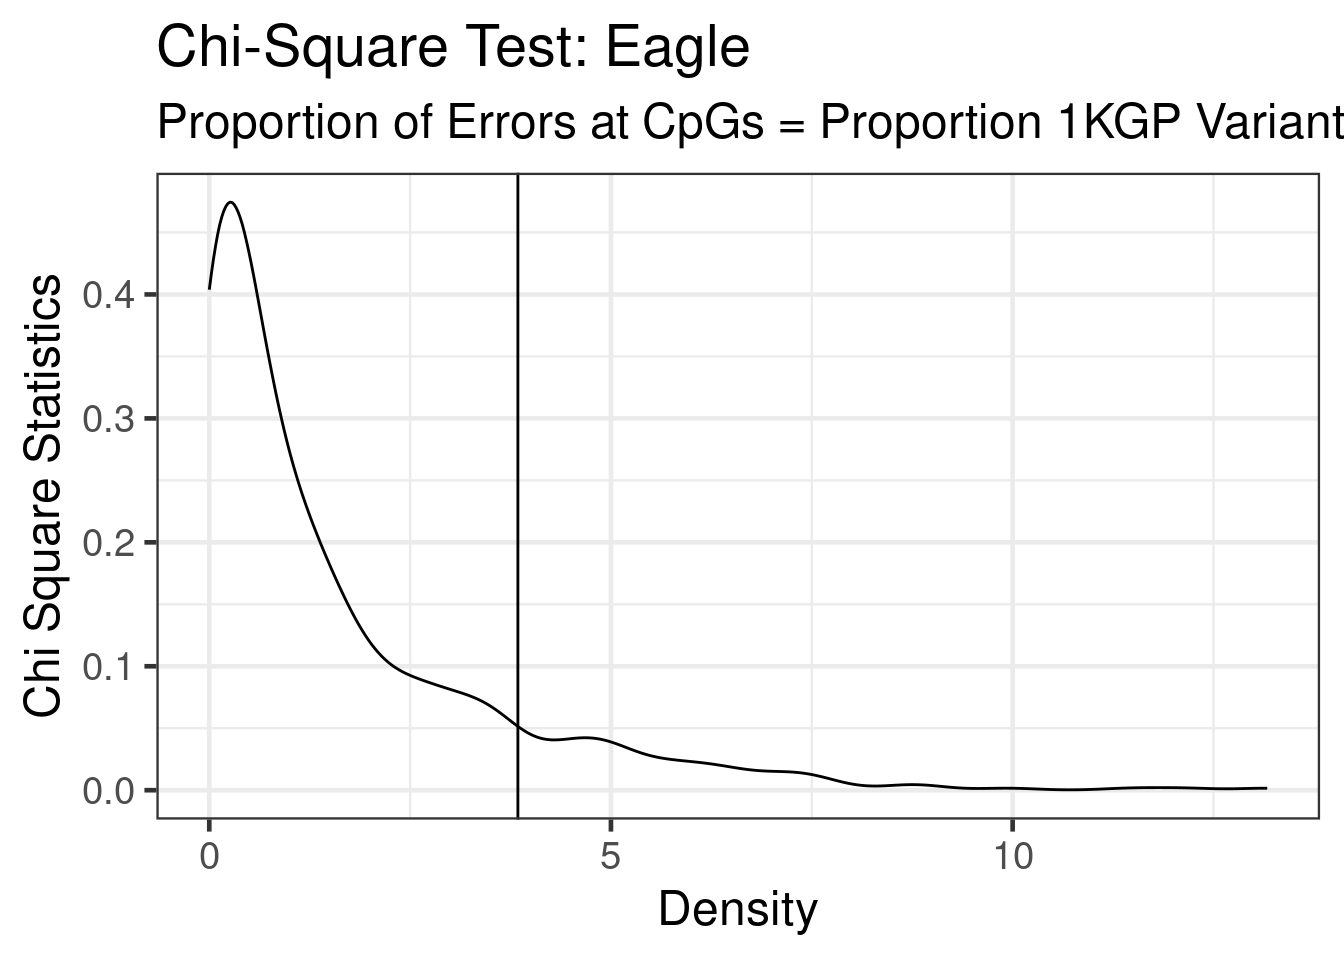 Chi-Square Test: Eagle
Proportion of Errors at CpGs = Proportion 1KGP Variant
Chi Square Statistics
0.4
0.3
0.2
0.1
0.0
0 5 10
Density